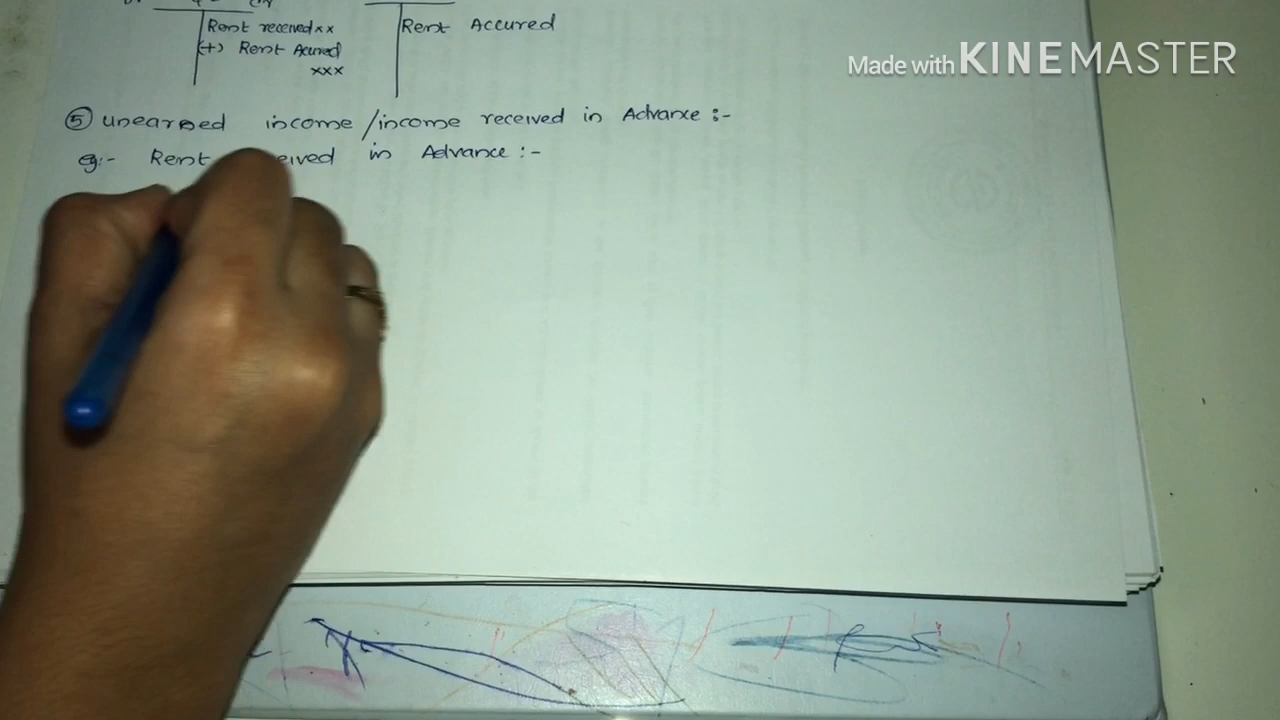 Rent received xx
Rent Accured
(+) Rent Acured
xxx
Made with KINEMASTER
⑤ unearned income /income received in Advance :-
eg:- Rent eived in Advance :-